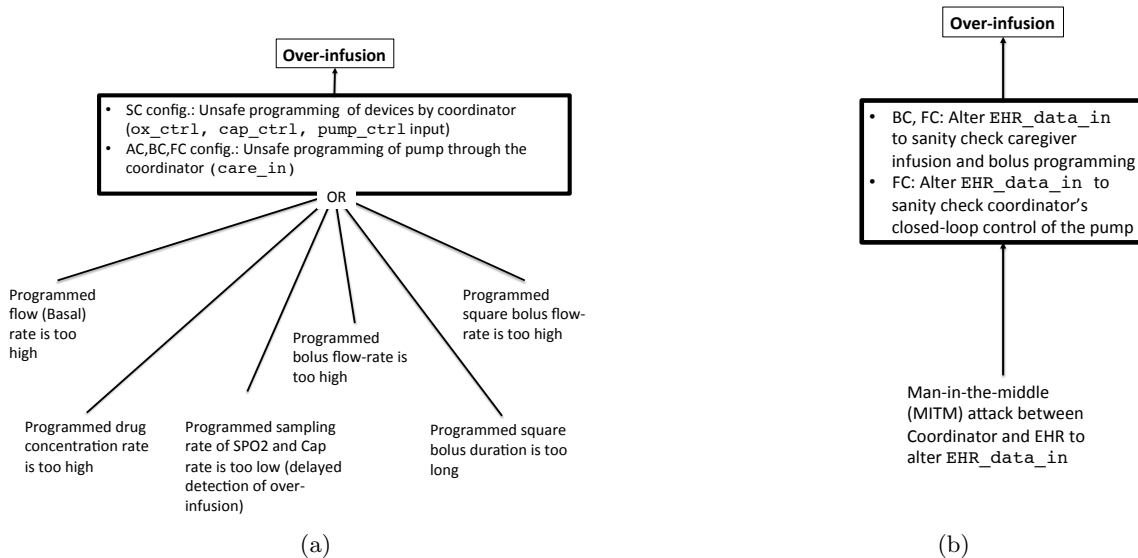 Over-infusion
• SC config.: Unsafe programming of devices by coordinator
(ox_ctrl, cap_ctrl, pump_ctrl input)
• AC,BC,FC config.: Unsafe programming of pump through the
coordinator (care_in)
OR
Programmed
flow (Basal)
rate is too
high
Programmed
bolus flow-rate is
too high
Programmed
square bolus flow-
rate is too high
Programmed drug
concentration rate
is too high
Programmed sampling
rate of SPO2 and Cap
rate is too low (delayed
detection of over-
infusion)
Programmed square
bolus duration is too
long
(a)
Over-infusion
• BC, FC: Alter EHR_data_in
to sanity check caregiver
infusion and bolus programming
• FC: Alter EHR_data_in to
sanity check coordinator's
closed-loop control of the pump
Man-in-the-middle
(MITM) attack between
Coordinator and EHR to
alter EHR_data_in
(b)